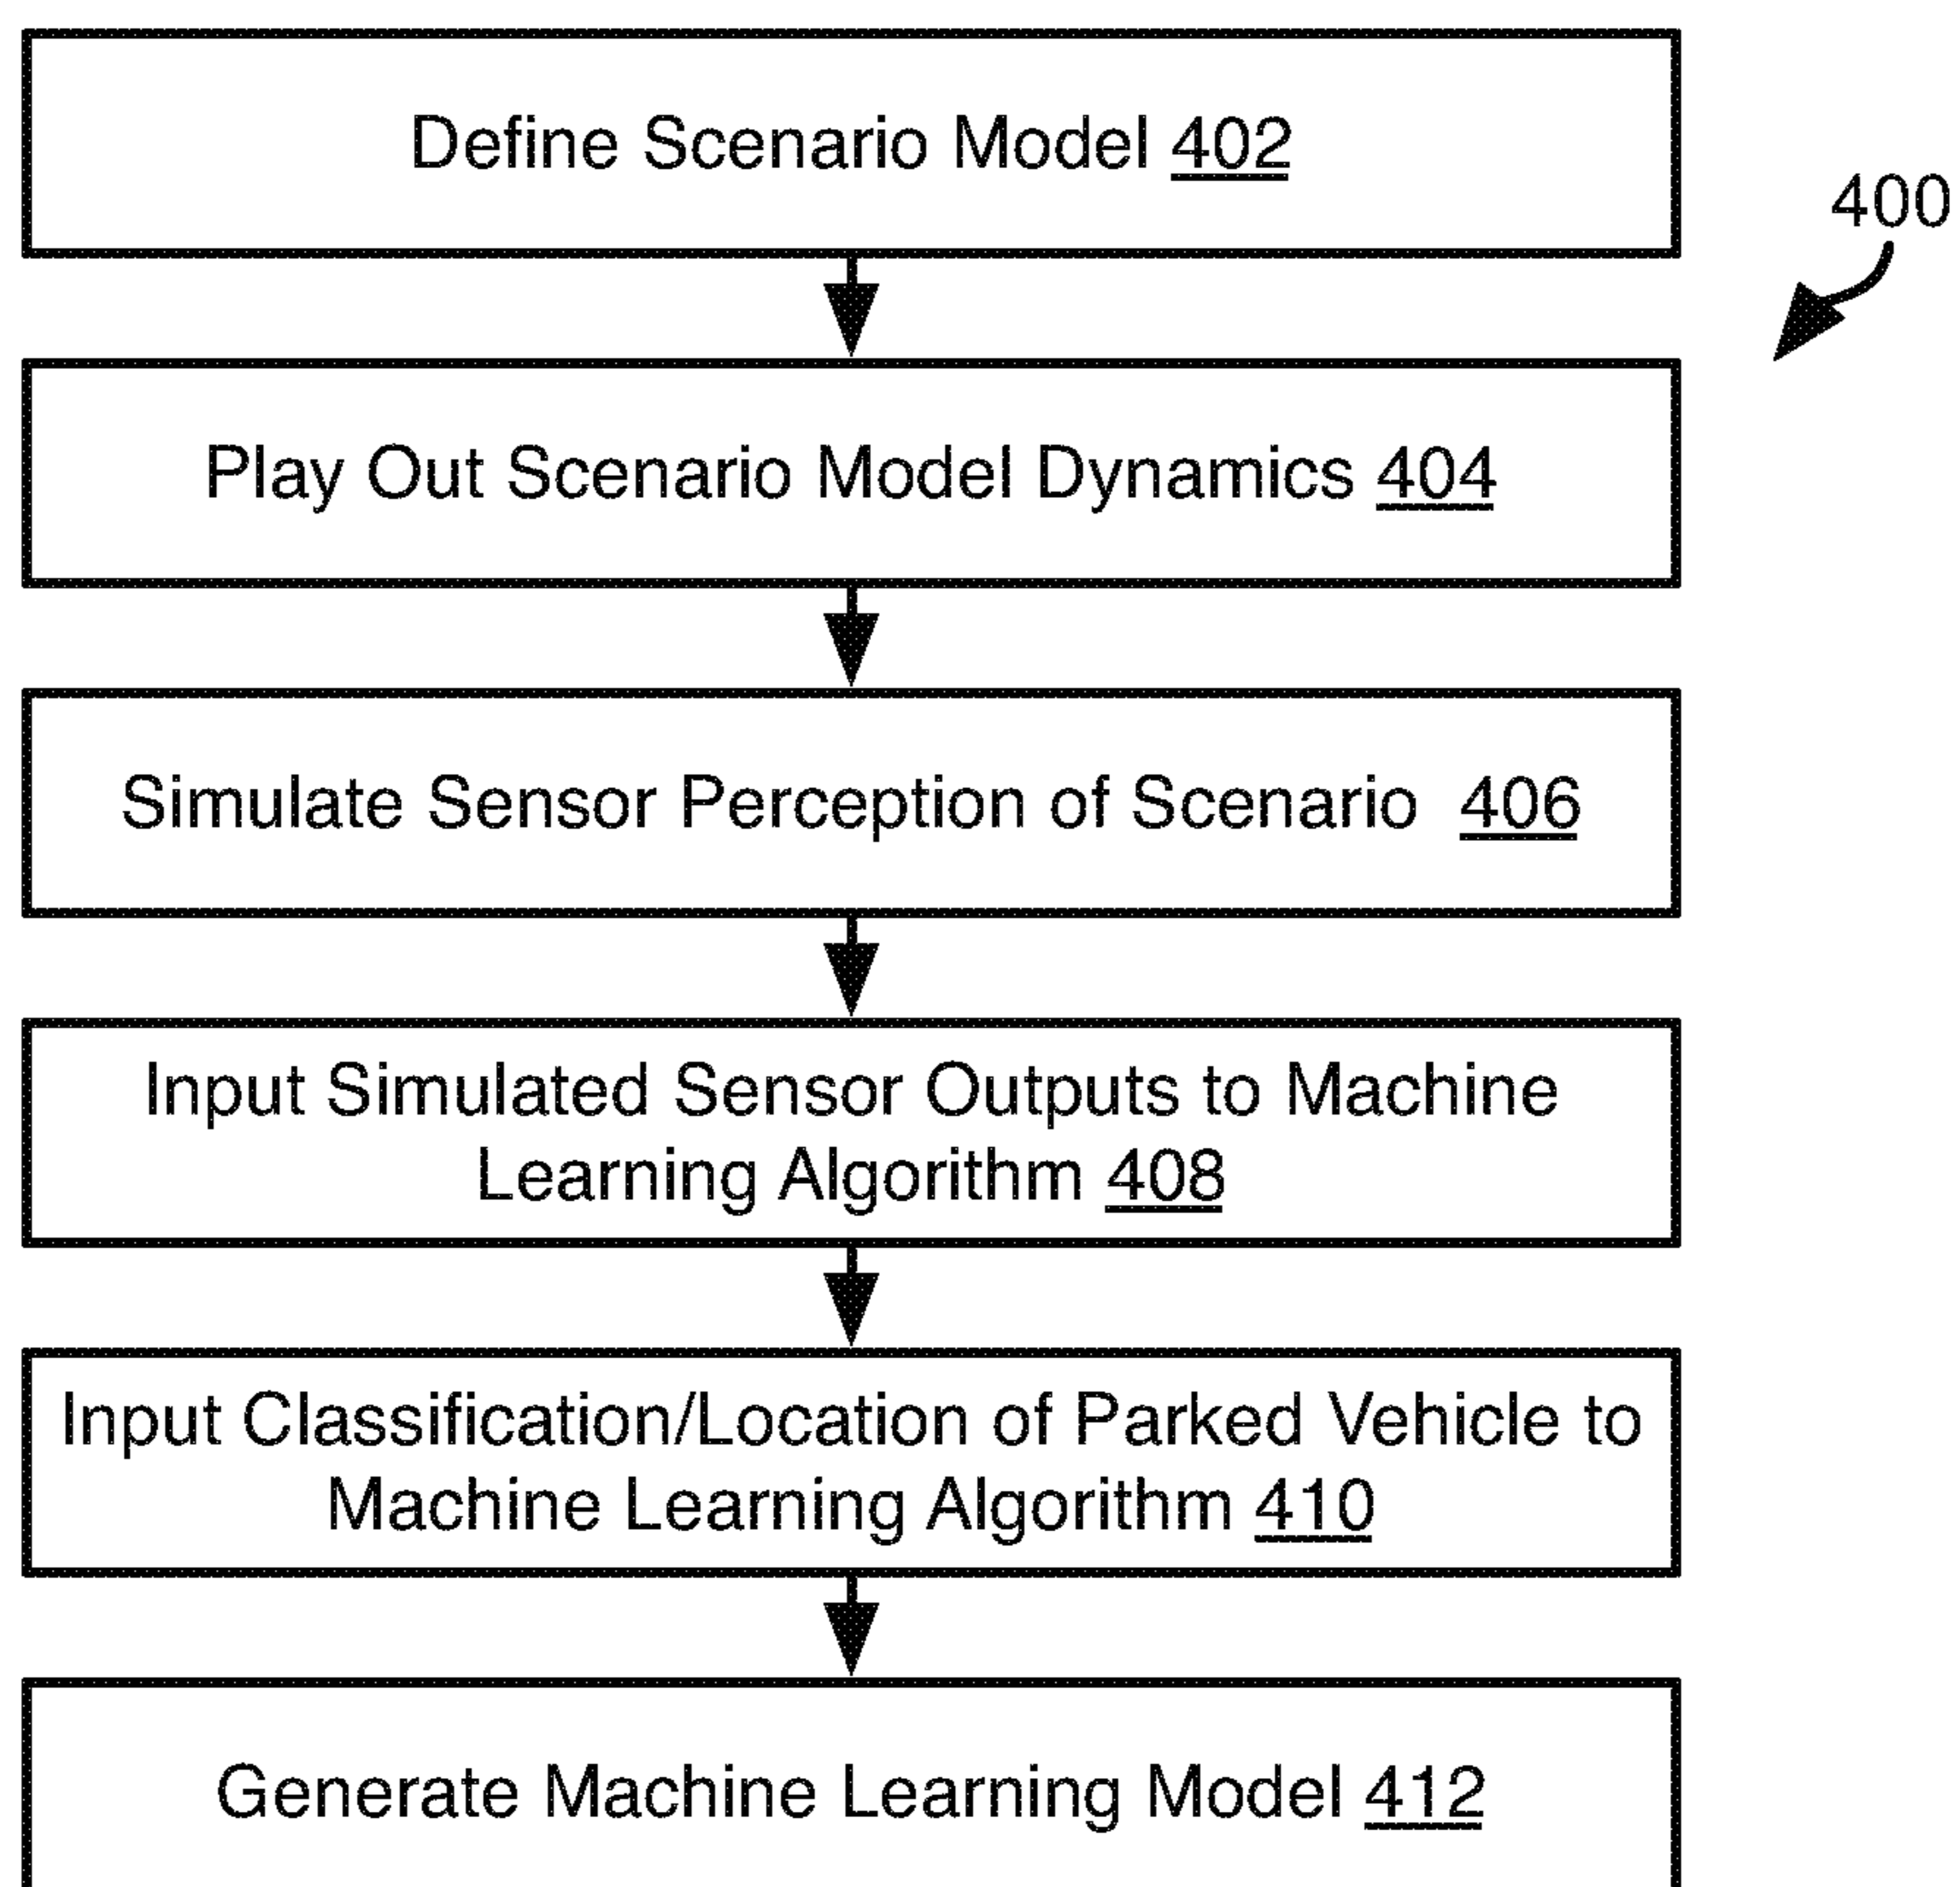 Define Scenario Model 402
400
Play Out Scenario Model Dynamics 404
Simulate Sensor Perception of Scenario 406
Input Simulated Sensor Outputs to Machine
Learning Algorithm 408
Input Classification/Location of Parked Vehicle to
Machine Learning Algorithm 410
Generate Machine Learning Model 412